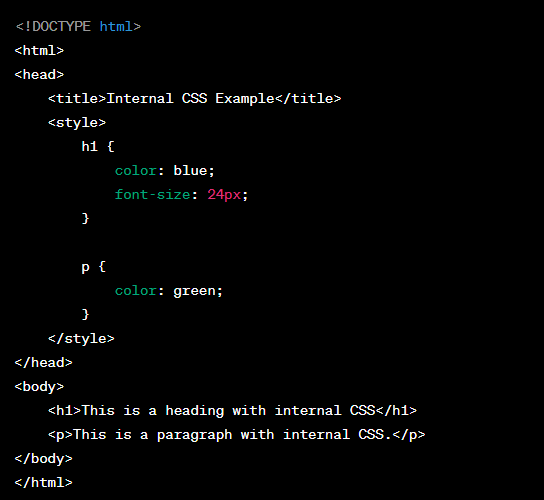 <!DOCTYPE html>
<html>
<head>
    <title>Internal CSS Example</title>
    <style>
        h1 {
            color: blue;
            font-size: 24px;
        }

        p {
            color: green;
        }
    </style>
</head>
<body>
    <h1>This is a heading with internal CSS</h1>
    <p>This is a paragraph with internal CSS.</p>
</body>
</html>